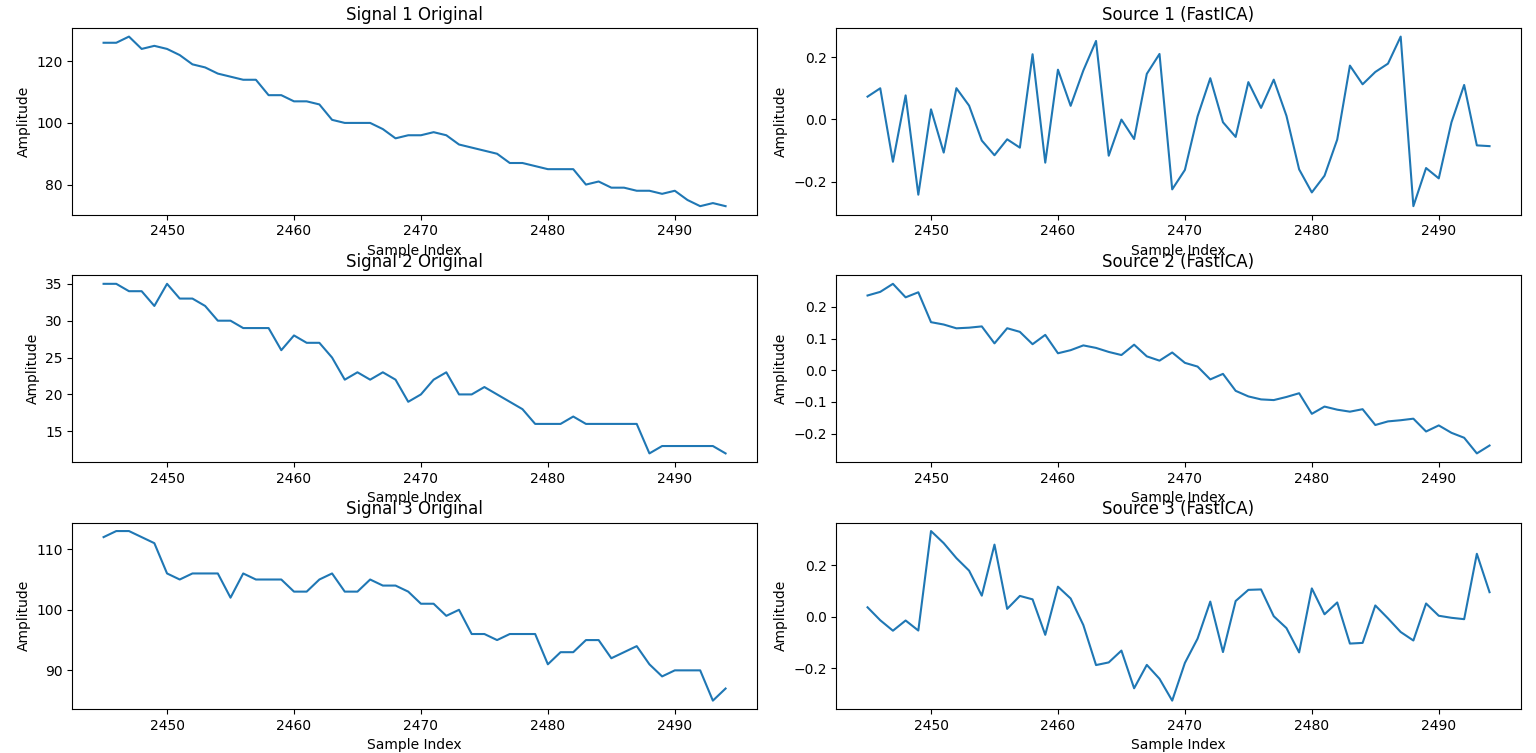 Signal 1 Original
Amplitude
120
100
80
2450 2460 2470 2480 2490
Sample Index
Source 1 (FastICA)
Amplitude
0.2
0.0
−0.2
2450 2460 2470 2480 2490
Sample Index
Signal 2 Original
Amplitude
35
30
25
20
15
2450 2460 2470 2480 2490
Sample Index
Source 2 (FastICA)
Amplitude
0.2
0.1
0.0
−0.1
−0.2
2450 2460 2470 2480 2490
Sample Index
Signal 3 Original
Amplitude
110
100
90
2450 2460 2470 2480 2490
Sample Index
Source 3 (FastICA)
Amplitude
0.2
0.0
−0.2
2450 2460 2470 2480 2490
Sample Index